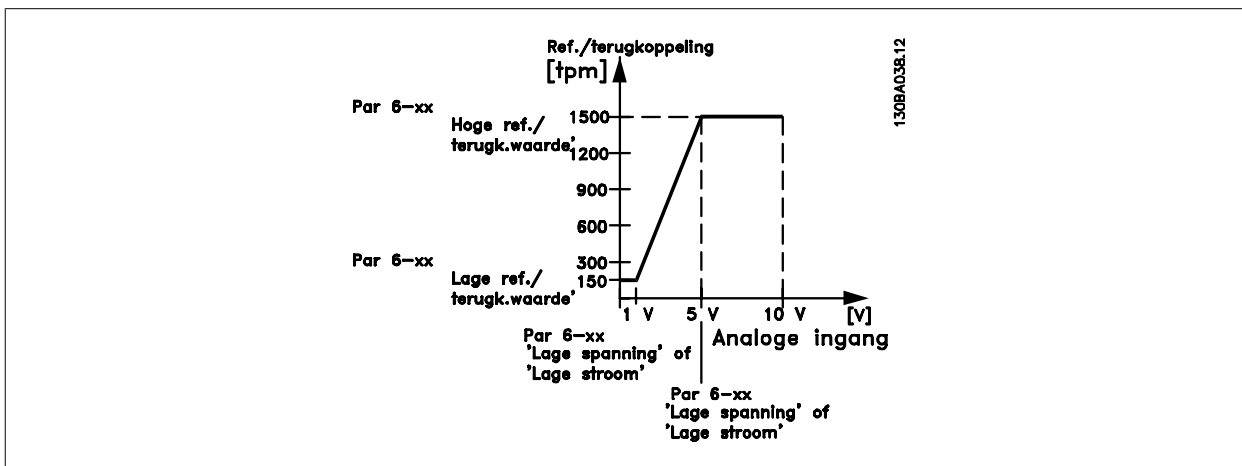 Ref./terugkoppeling
[tpm]
130BA038.12
Par 6-xx
Hoge ref./
terugk.waarde'
1500
1200
900
600
300
150
Par 6-xx
Lage ref./
terugk.waarde'
1 V
5 V
10 V
[V]
Analoge ingang
Par 6-xx
'Lage spanning' of
'Lage stroom'
Par 6-xx
'Lage spanning' of
'Lage stroom'